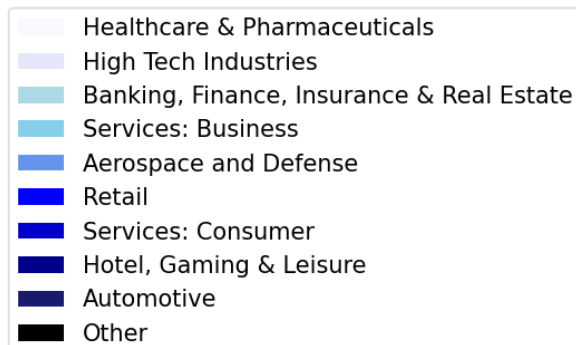 Healthcare & Pharmaceuticals
High Tech Industries
Banking, Finance, Insurance & Real Estate
Services: Business
Aerospace and Defense
Retail
Services: Consumer
Hotel, Gaming & Leisure
Automotive
Other